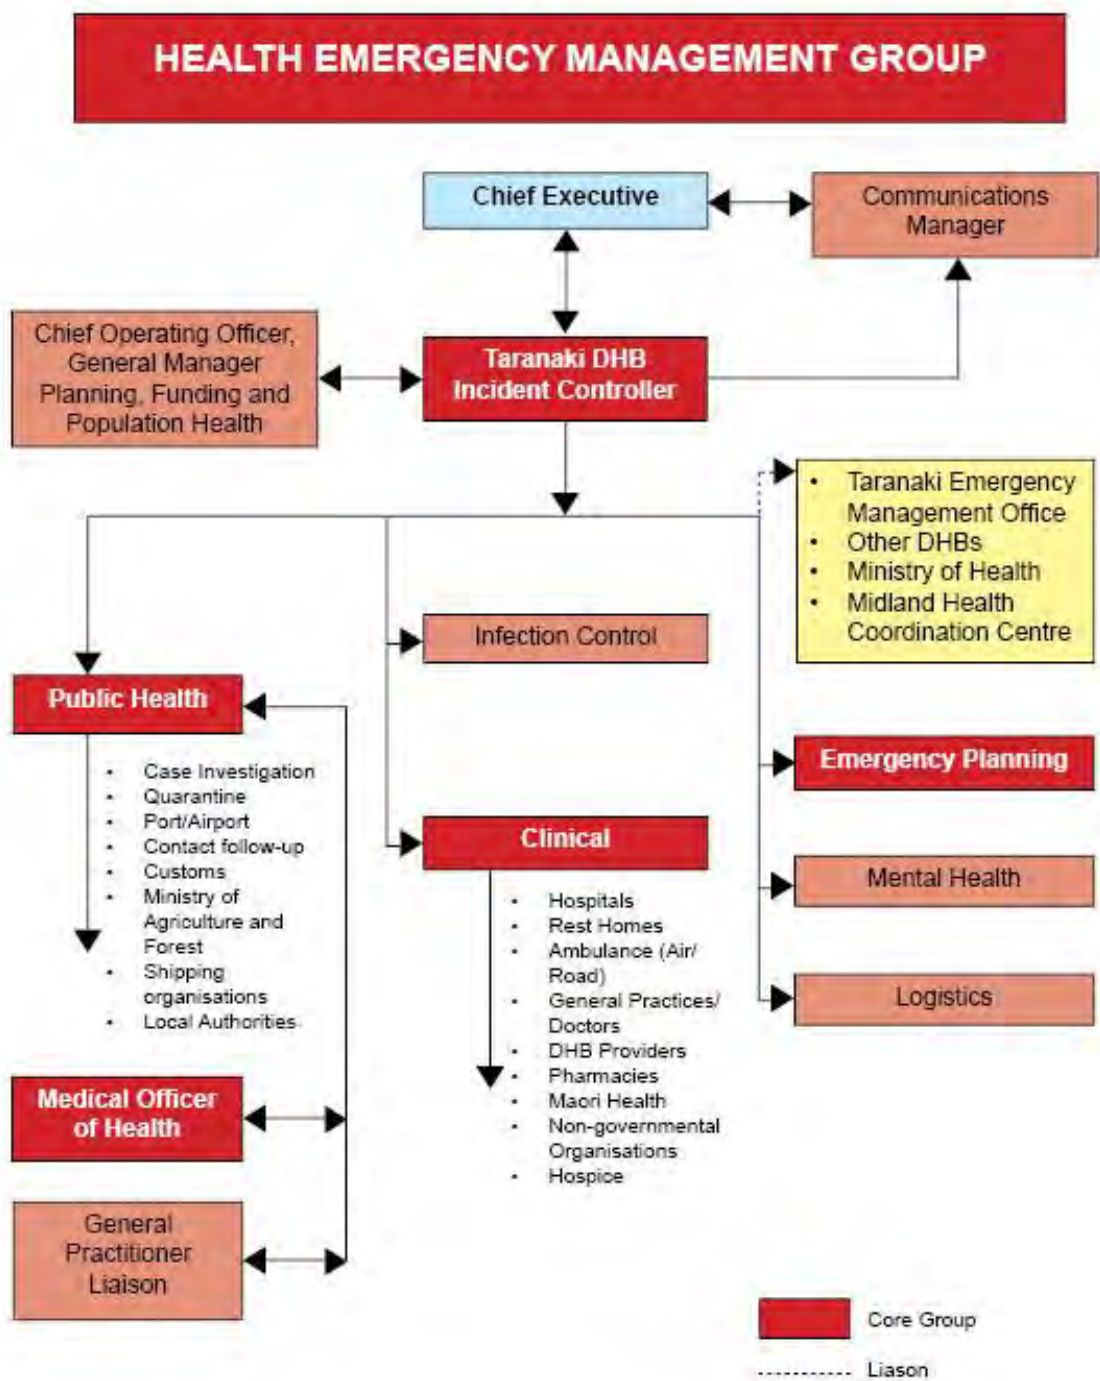 HEALTH EMERGENCY MANAGEMENT GROUP
Chief Executive
Communications
Manager
Chief Operating Officer,
General Manager
Planning, Funding and
Population Health
Taranaki DHB
Incident Controller
• Taranaki Emergency
Management Office
• Other DHBs
• Ministry of Health
• Midland Health
Coordination Centre
Infection Control
Public Health
• Case Investigation
• Quarantine
• Port/Airport
• Contact follow-up
• Customs
• Ministry of
Agriculture and
Forest
• Shipping
organisations
• Local Authorities
Emergency Planning
Clinical
• Hospitals
• Rest Homes
• Ambulance (Air/
Road)
• General Practices/
Doctors
• DHB Providers
• Pharmacies
• Maori Health
• Non-governmental
Organisations
• Hospice
Mental Health
Logistics
Medical Officer
of Health
General
Practitioner
Liaison
Core Group
Liason